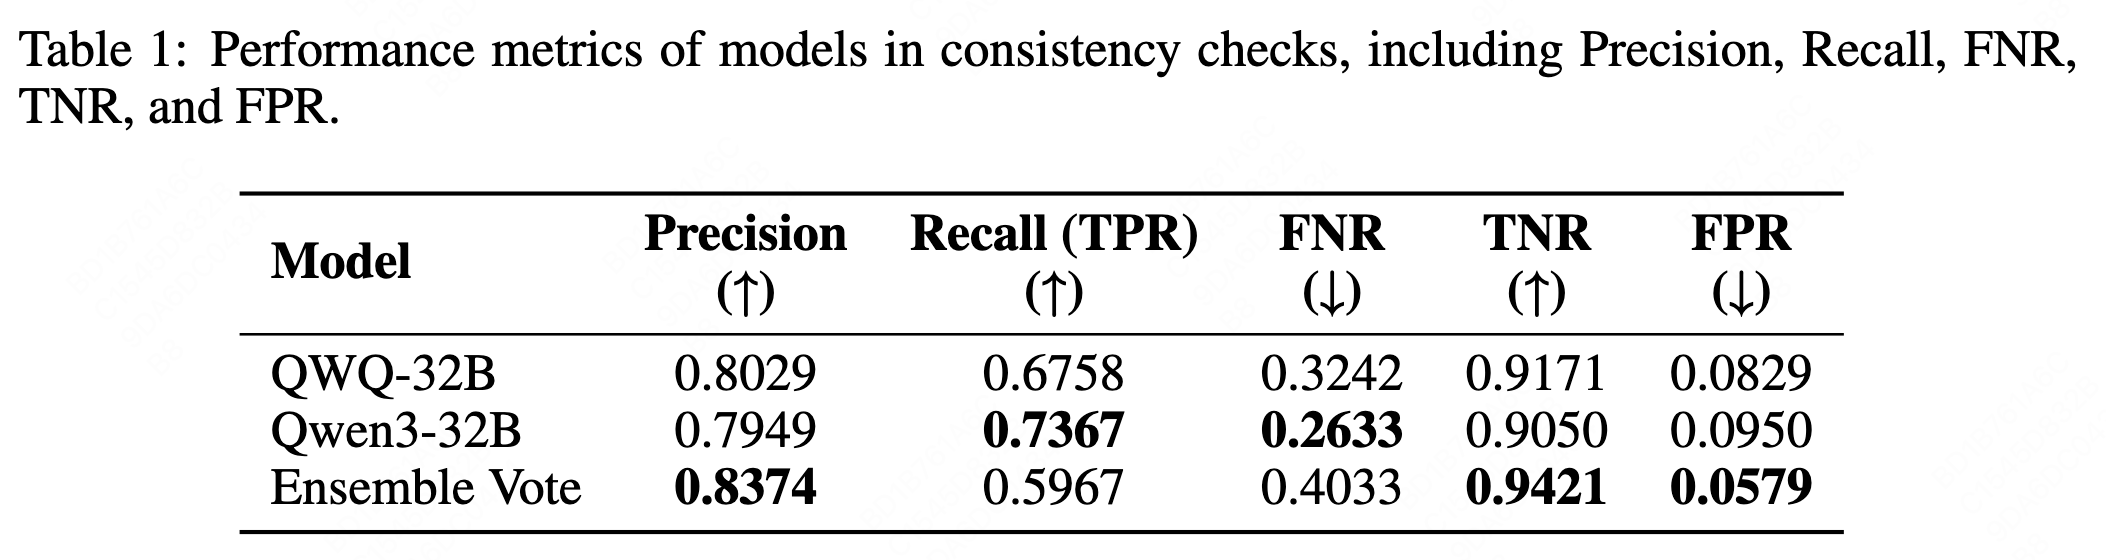 Table 1: Performance metrics of models in consistency checks, including Precision, Recall, FNR,
TNR, and FPR.
Model Precision (↑) Recall (TPR) (↑) FNR (↓) TNR (↑) FPR (↓)
QWQ-32B 0.8029 0.6758 0.3242 0.9171 0.0829
Qwen3-32B 0.7949 0.7367 0.2633 0.9050 0.0950
Ensemble Vote 0.8374 0.5967 0.4033 0.9421 0.0579